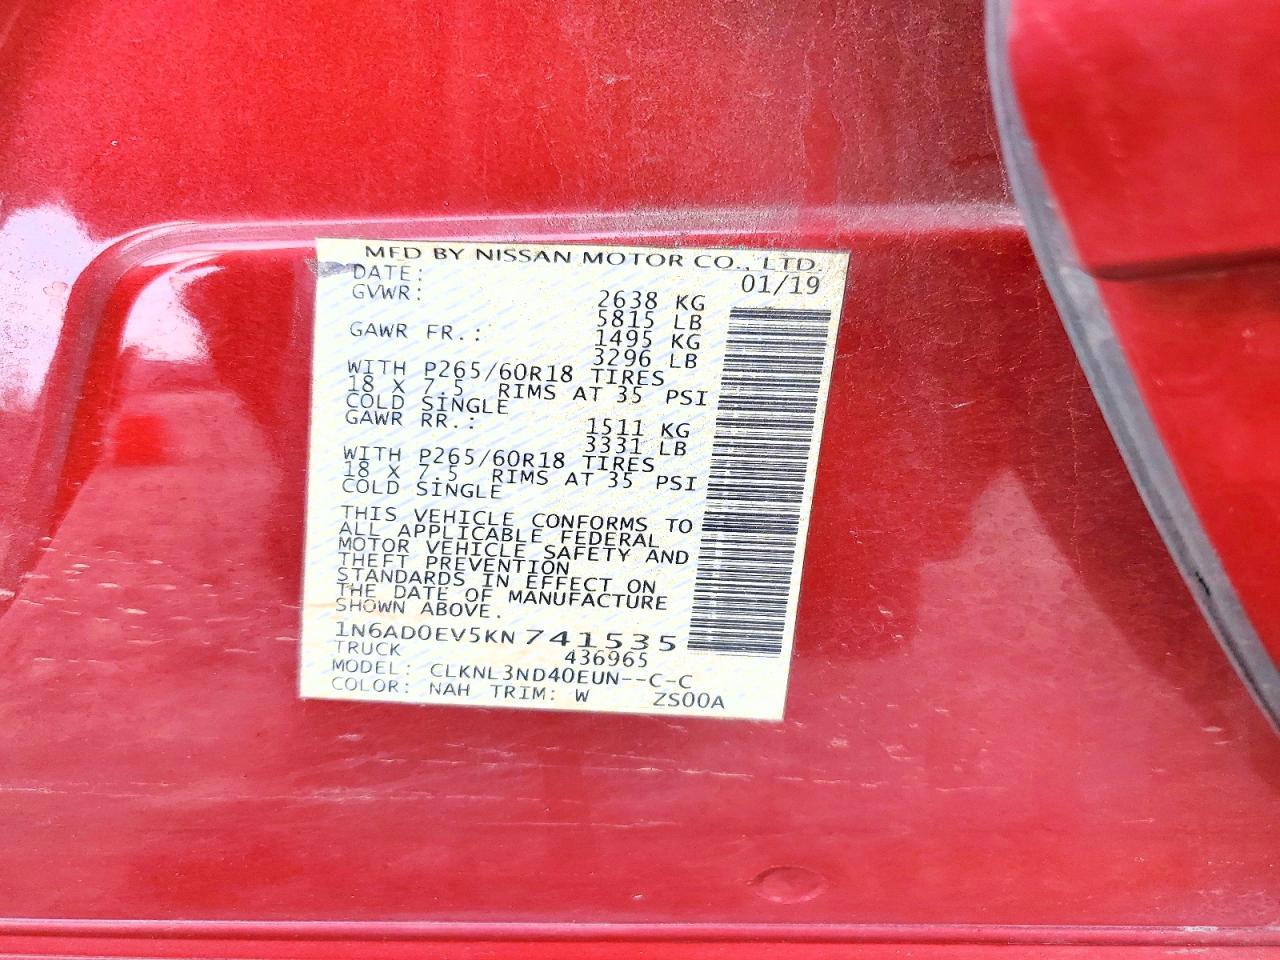 MFD BY NISSAN MOTOR CO., LTD.
DATE: 01/19
GVWR: 2638 KG
5815 LB
GAWR FR.: 1495 KG
3296 LB
WITH P265/60R18 TIRES
18 X 7.5 RIMS AT 35 PSI
COLD SINGLE
GAWR RR.: 1511 KG
3331 LB
WITH P265/60R18 TIRES
18 X 7.5 RIMS AT 35 PSI
COLD SINGLE
THIS VEHICLE CONFORMS TO
ALL APPLICABLE FEDERAL
MOTOR VEHICLE SAFETY AND
THEFT PREVENTION
STANDARDS IN EFFECT ON
THE DATE OF MANUFACTURE
SHOWN ABOVE.
1N6AD0EV5KN741535
TRUCK 436965
MODEL: CLKNL3ND40EUN--C-C
COLOR: NAH TRIM: W ZS00A